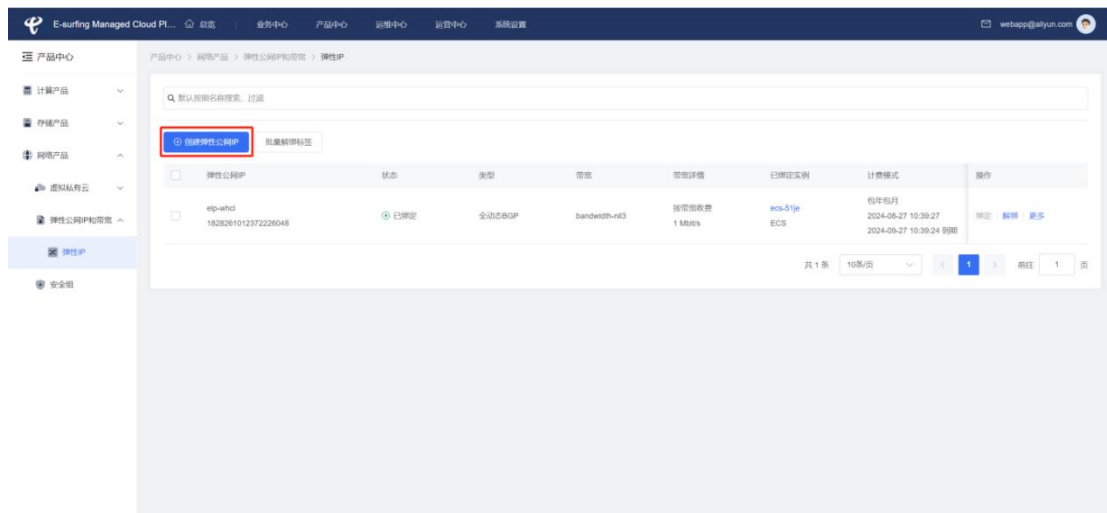 E-surfing Managed Cloud Pl... 总览 业务中心 产品中心 运维中心 运营中心 系统设置 webapp@aliyun.com
产品中心
产品中心 > 网络产品 > 弹性公网IP和带宽 > 弹性IP
计算产品
默认按照名称搜索、过滤
存储产品
创建弹性公网IP 批量解绑标签
网络产品
弹性公网IP 状态 类型 带宽 带宽详情 已绑定实例 计费模式 操作
虚拟私有云
eip-whcl
1828261012372226048
已绑定 全动态BGP bandwidth-nll3
按带宽收费
1 Mbit/s
ecs-51je
ECS
包年包月
2024-08-27 10:39:27
2024-09-27 10:39:24 到期
绑定 解绑 更多
弹性公网IP和带宽
弹性IP
共 1 条 10条/页 < 1 > 前往 1 页
安全组